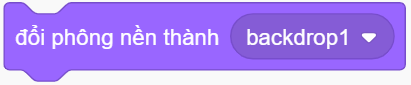 đổi phông nền thành backdrop1